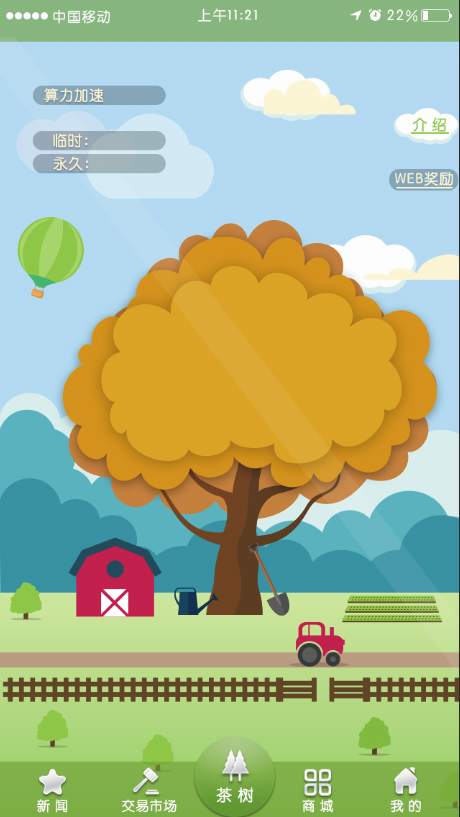 中国移动 上午11:21 22%
算力加速
临时：
永久：
介绍
WEB奖励
新闻 交易市场 茶树 商城 我的